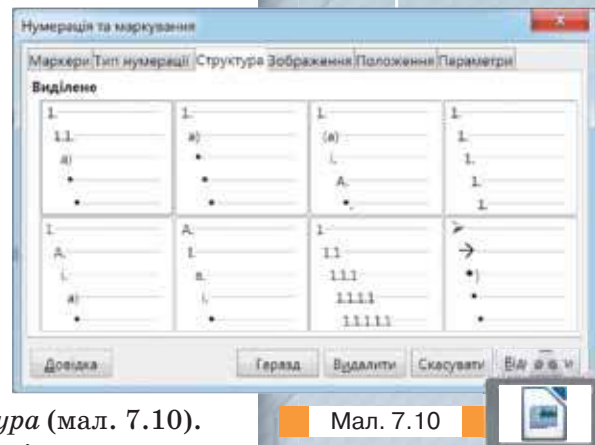 Нумерація та маркування
Маркери Тип нумерації Структура Зображення Положення Параметри
Виділено
1. 1. 1. 1.
1.1. а) (а) 1.
а) • i. 1.
• • A. 1.
• • •. 1.
1. A. 1 ➢
A. I. 1.1 →
i. 1.1.1 •)
а) i. 1.1.1.1 •
• • 1.1.1.1.1 •
Довідка Гаразд Видалити Скасувати
ура (мал. 7.10).
Мал. 7.10